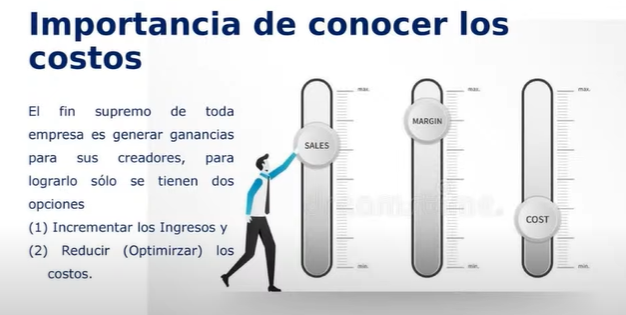 Importancia de conocer los
costos
El fin supremo de toda
empresa es generar ganancias
para sus creadores, para
lograrlo sólo se tienen dos
opciones
(1) Incrementar los Ingresos y
(2) Reducir (Optimirzar) los
costos.
max.
max.
max.
SALES
MARGIN
COST
min.
min.
min.